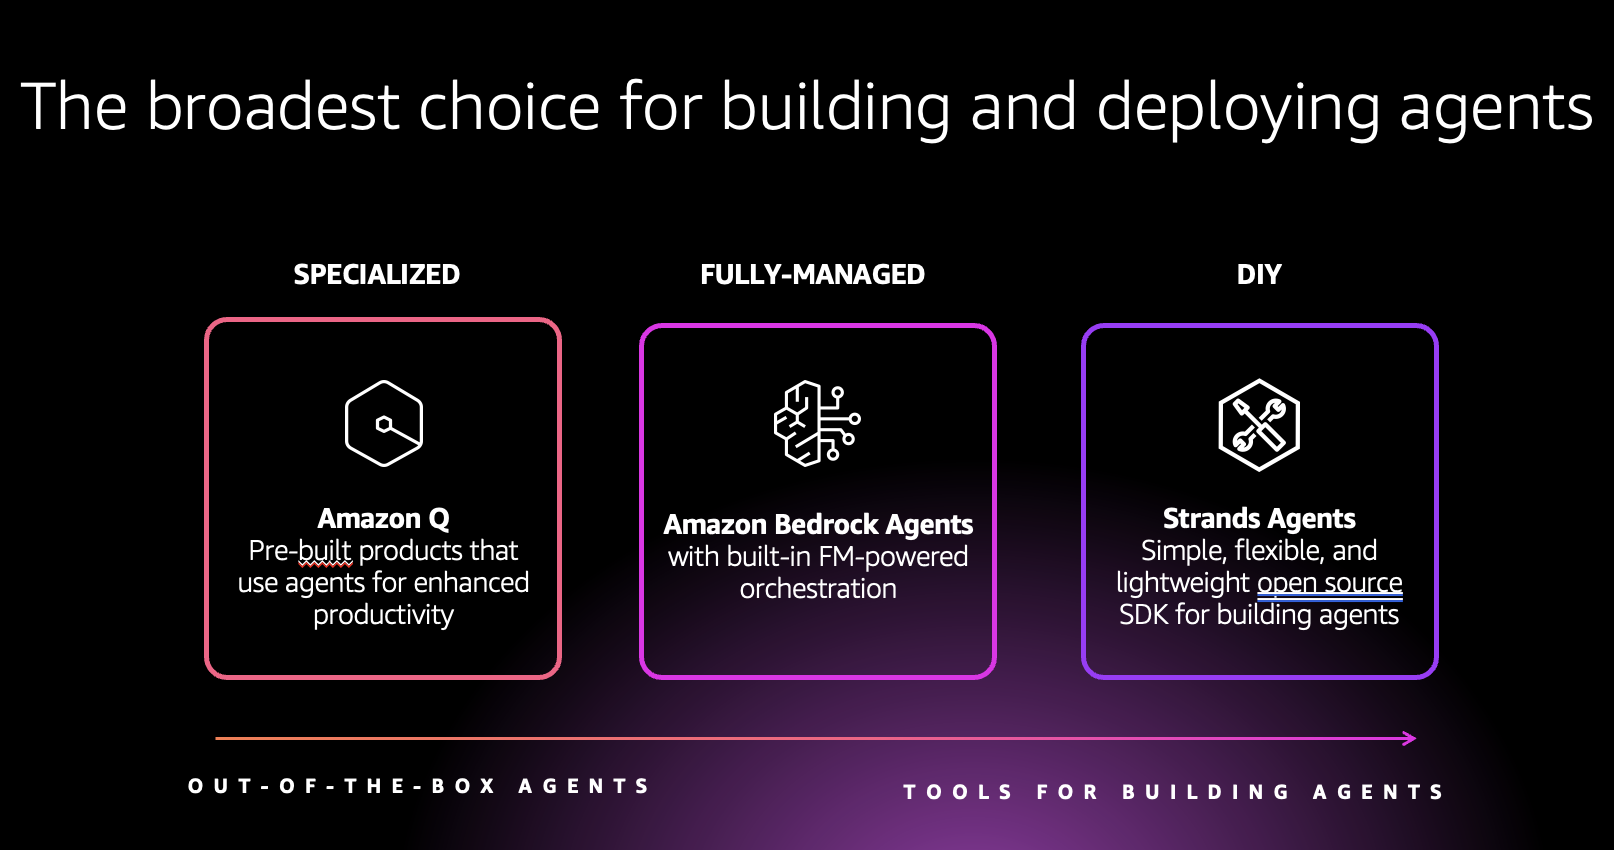 The broadest choice for building and deploying agents
SPECIALIZED
Amazon Q
Pre-built products that
use agents for enhanced
productivity
FULLY-MANAGED
Amazon Bedrock Agents
with built-in FM-powered
orchestration
DIY
Strands Agents
Simple, flexible, and
lightweight open source
SDK for building agents
OUT-OF-THE-BOX AGENTS
TOOLS FOR BUILDING AGENTS